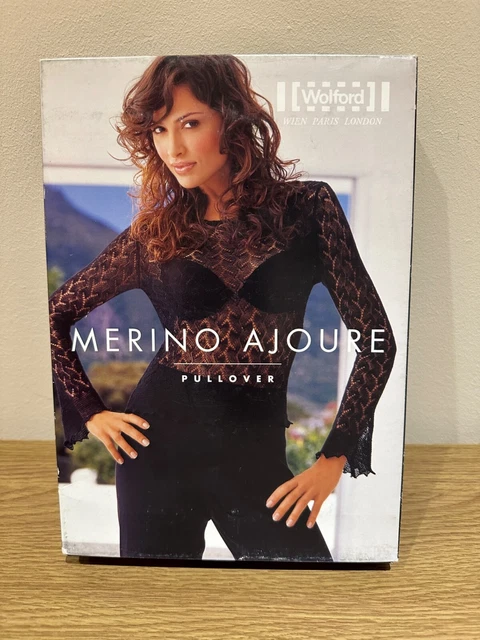 Wolford
WIEN PARIS LONDON
MERINO AJOURE
PULLOVER